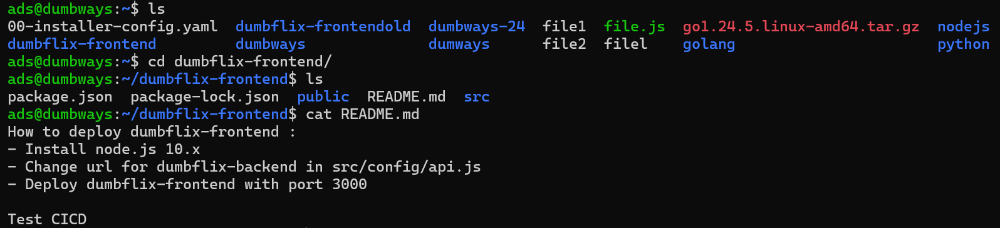 ads@dumbways:~$ ls
00-installer-config.yaml  dumbflix-frontendold  dumbways-24  file1  file.js  go1.24.5.linux-amd64.tar.gz  nodejs
dumbflix-frontend         dumbways              dumways      file2  filel    golang                       python
ads@dumbways:~$ cd dumbflix-frontend/
ads@dumbways:~/dumbflix-frontend$ ls
package.json  package-lock.json  public  README.md  src
ads@dumbways:~/dumbflix-frontend$ cat README.md
How to deploy dumbflix-frontend :
- Install node.js 10.x
- Change url for dumbflix-backend in src/config/api.js
- Deploy dumbflix-frontend with port 3000
Test CICD